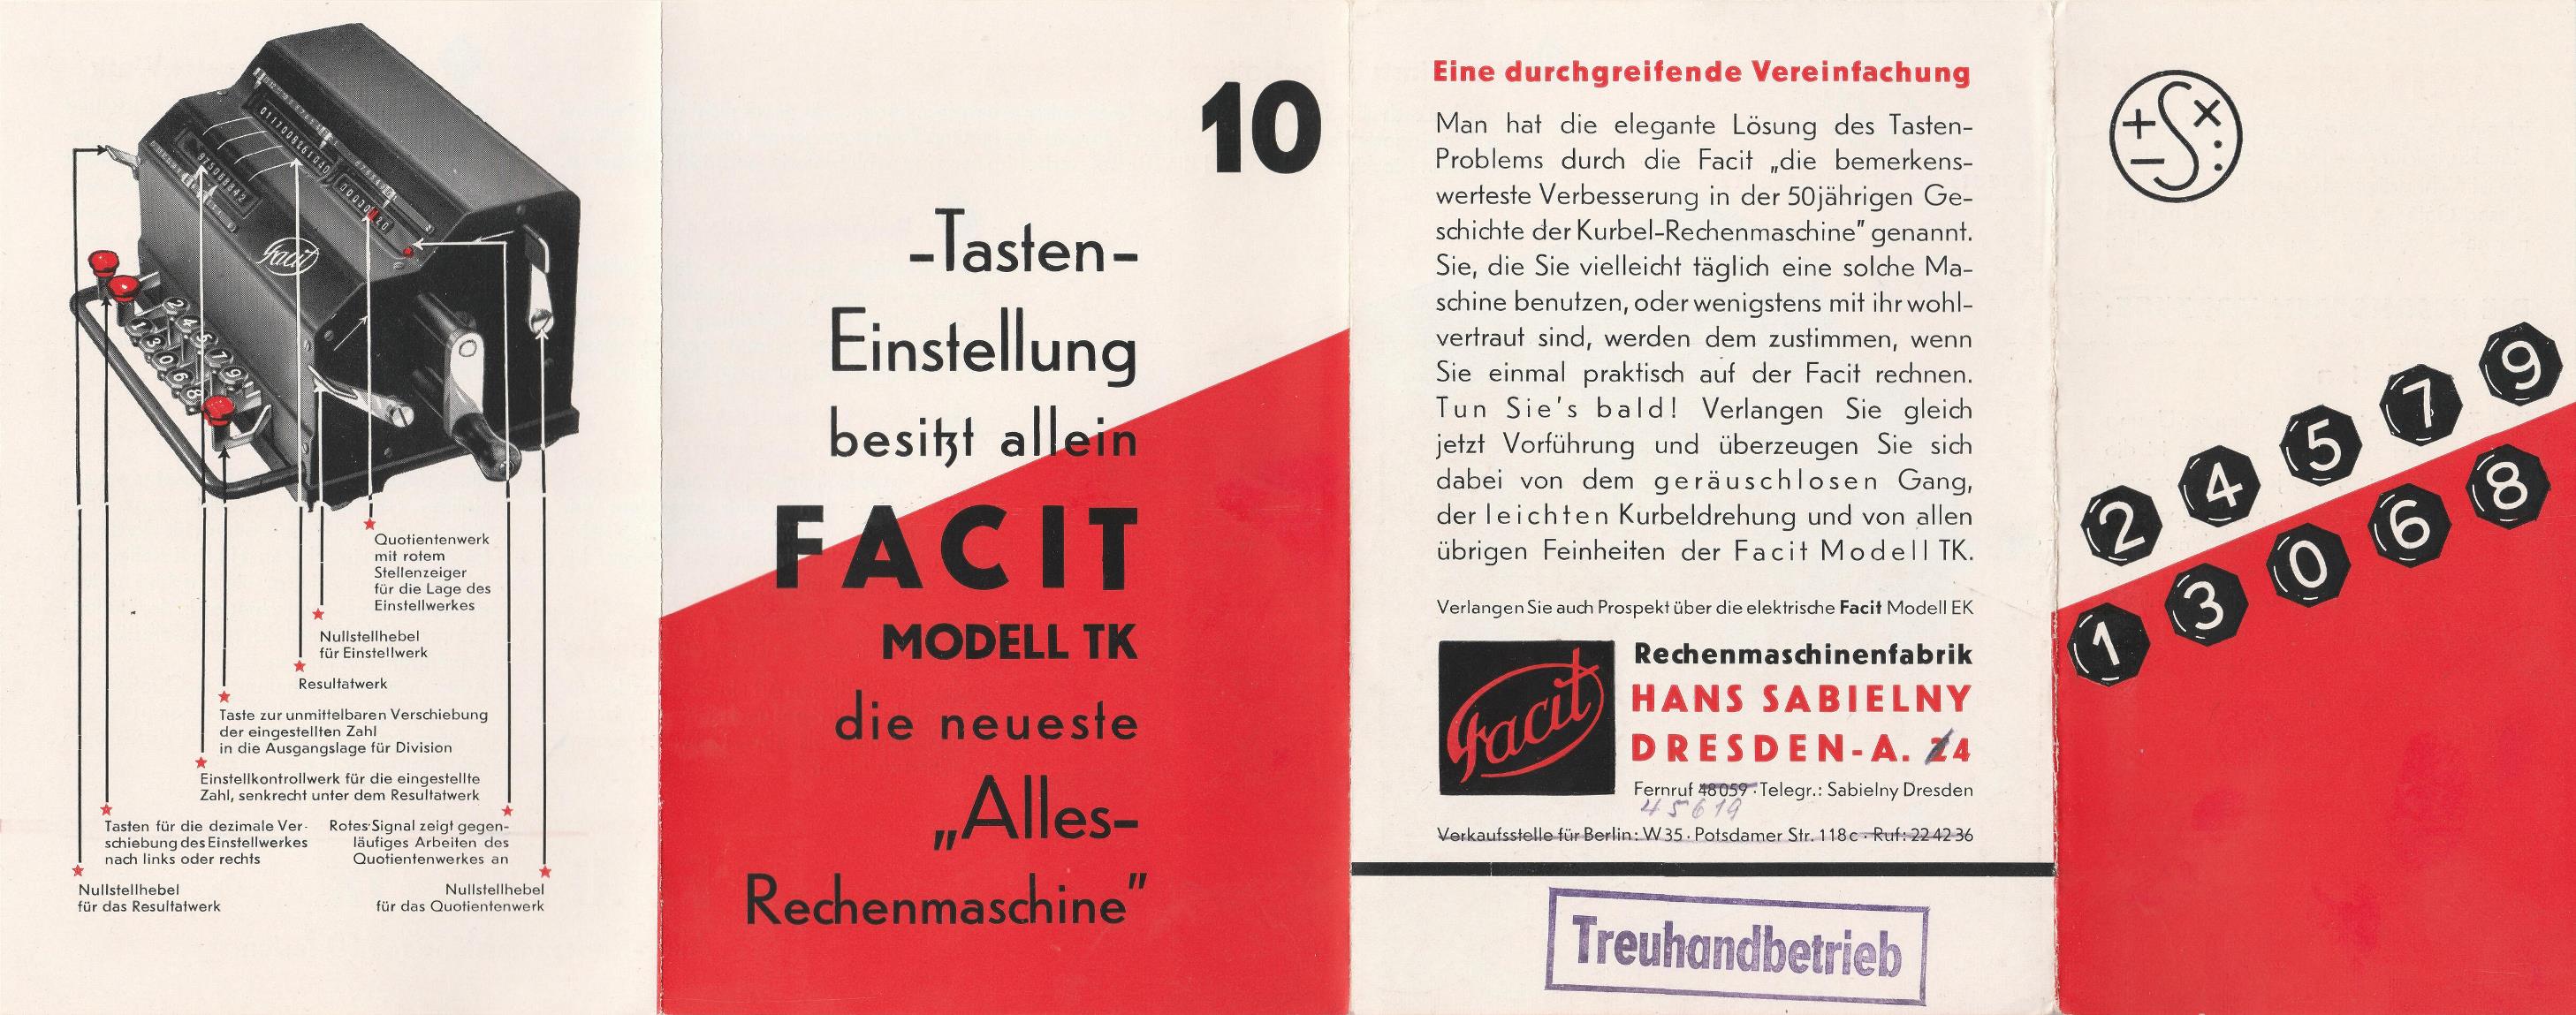 Facit
Quotientenwerk
mit rotem
Stellenzeiger
für die Lage des
Einstellwerkes
Nullstellhebel
für Einstellwerk
Resultatwerk
Taste zur unmittelbaren Verschiebung
der eingestellten Zahl
in die Ausgangslage für Division
Einstellkontrollwerk für die eingestellte
Zahl, senkrecht unter dem Resultatwerk
Tasten für die dezimale Ver-
schiebung des Einstellwerkes
nach links oder rechts
Rotes Signal zeigt gegen-
läufiges Arbeiten des
Quotientenwerkes an
Nullstellhebel
für das Resultatwerk
Nullstellhebel
für das Quotientenwerk
10
-Tasten-
Einstellung
besitzt allein
FACIT
MODELL TK
die neueste
„Alles-
Rechenmaschine"
Eine durchgreifende Vereinfachung
Man hat die elegante Lösung des Tasten-
Problems durch die Facit „die bemerkens-
werteste Verbesserung in der 50jährigen Ge-
schichte der Kurbel-Rechenmaschine" genannt.
Sie, die Sie vielleicht täglich eine solche Ma-
schine benutzen, oder wenigstens mit ihr wohl-
vertraut sind, werden dem zustimmen, wenn
Sie einmal praktisch auf der Facit rechnen.
Tun Sie's bald! Verlangen Sie gleich
jetzt Vorführung und überzeugen Sie sich
dabei von dem geräuschlosen Gang,
der leichten Kurbeldrehung und von allen
übrigen Feinheiten der Facit Modell TK.
Verlangen Sie auch Prospekt über die elektrische Facit Modell EK
Facit
Rechenmaschinenfabrik
HANS SABIELNY
DRESDEN-A. 24
Fernruf 48059 · Telegr.: Sabielny Dresden
45619
Verkaufsstelle für Berlin: W 35 · Potsdamer Str. 118c · Ruf: 22 42 36
Treuhandbetrieb
+ S × - :
2 4 5 7 9
1 3 0 6 8